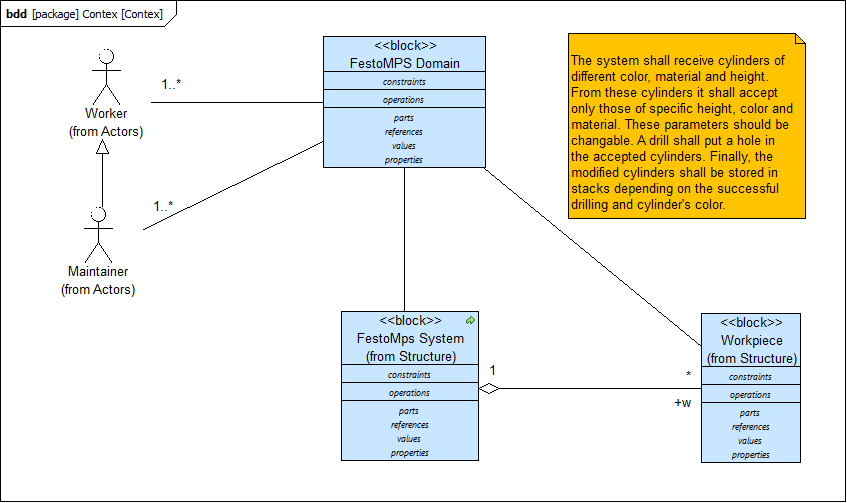 bdd [package] Contex [Contex]
<<block>>
FestoMPS Domain
constraints
operations
parts
references
values
properties
1..*
Worker
(from Actors)
1..*
Maintainer
(from Actors)
The system shall receive cylinders of
different color, material and height.
From these cylinders it shall accept
only those of specific height, color and
material. These parameters should be
changable. A drill shall put a hole in
the accepted cylinders. Finally, the
modified cylinders shall be stored in
stacks depending on the successful
drilling and cylinder's color.
<<block>>
FestoMps System
(from Structure)
constraints
operations
parts
references
values
properties
1
*
+w
<<block>>
Workpiece
(from Structure)
constraints
operations
parts
references
values
properties